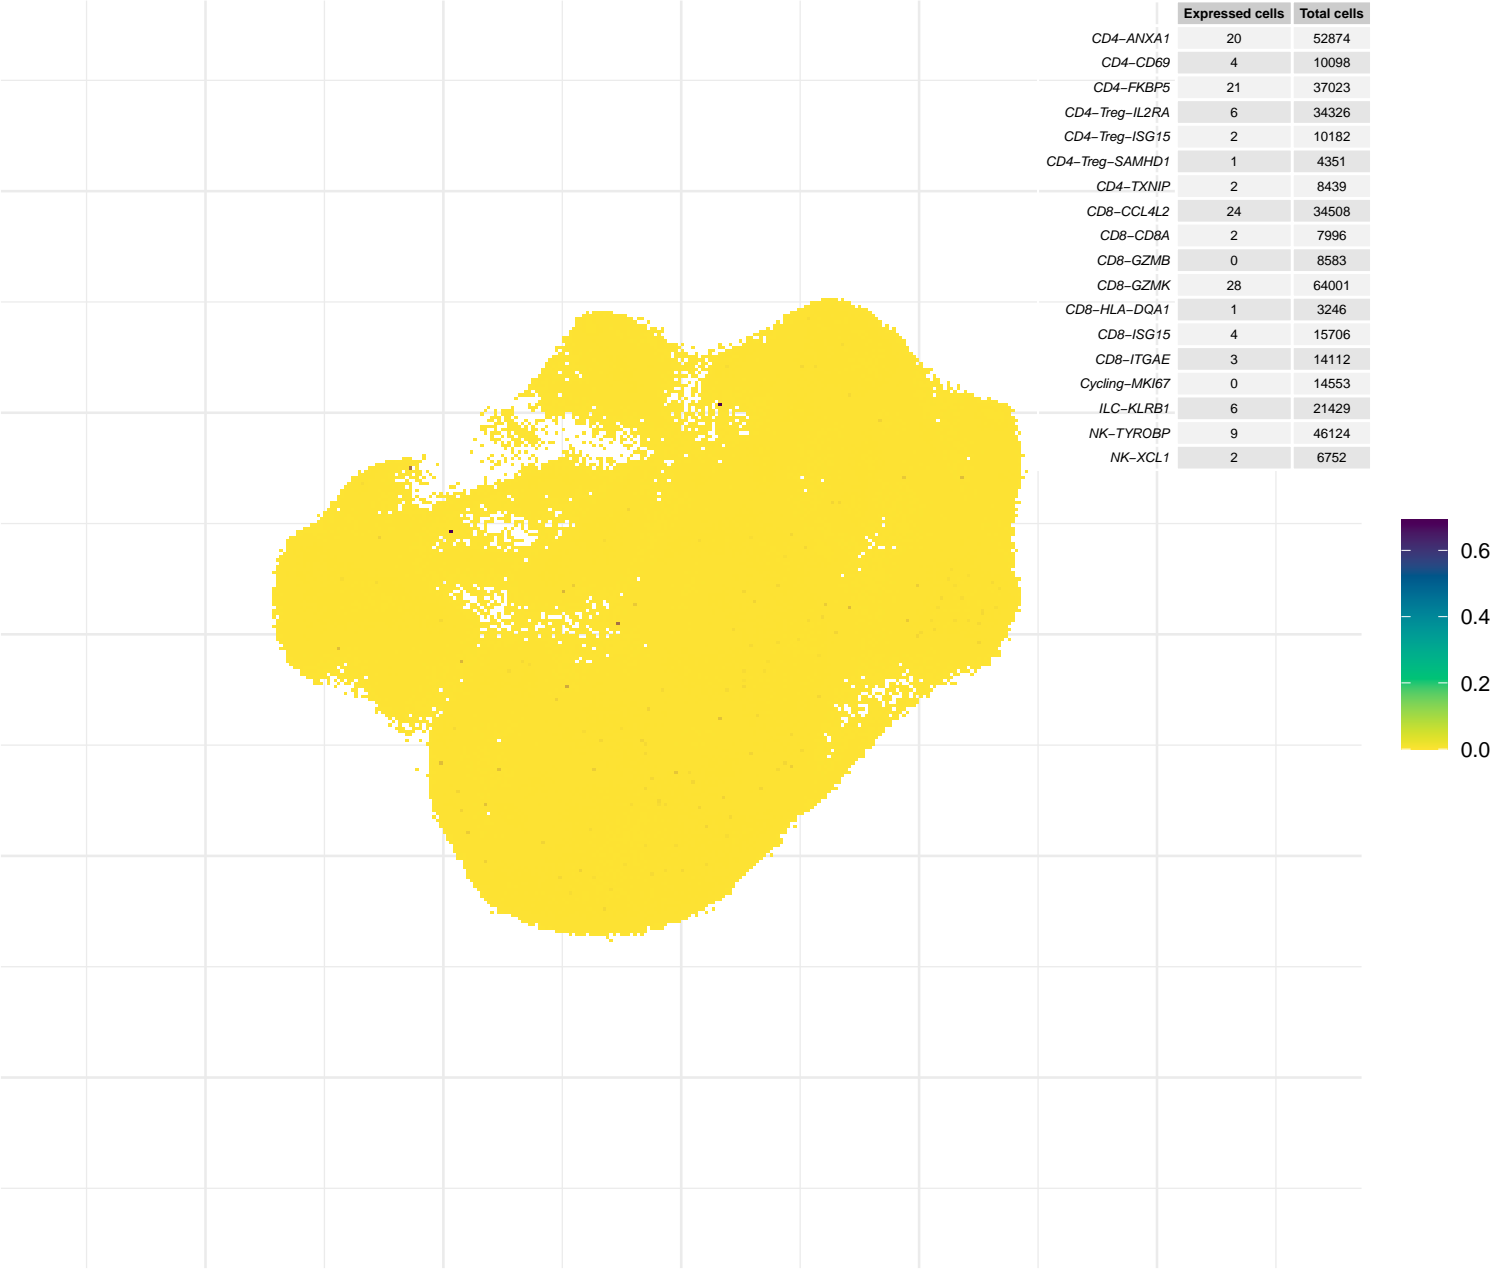 Expressed cells Total cells
CD4−ANXA1 20 52874
CD4−CD69 4 10098
CD4−FKBP5 21 37023
CD4−Treg−IL2RA 6 34326
CD4−Treg−ISG15 2 10182
CD4−Treg−SAMHD1 1 4351
CD4−TXNIP 2 8439
CD8−CCL4L2 24 34508
CD8−CD8A 2 7996
CD8−GZMB 0 8583
CD8−GZMK 28 64001
CD8−HLA−DQA1 1 3246
CD8−ISG15 4 15706
CD8−ITGAE 3 14112
Cycling−MKI67 0 14553
ILC−KLRB1 6 21429
NK−TYROBP 9 46124
NK−XCL1 2 6752
0.6
0.4
0.2
0.0